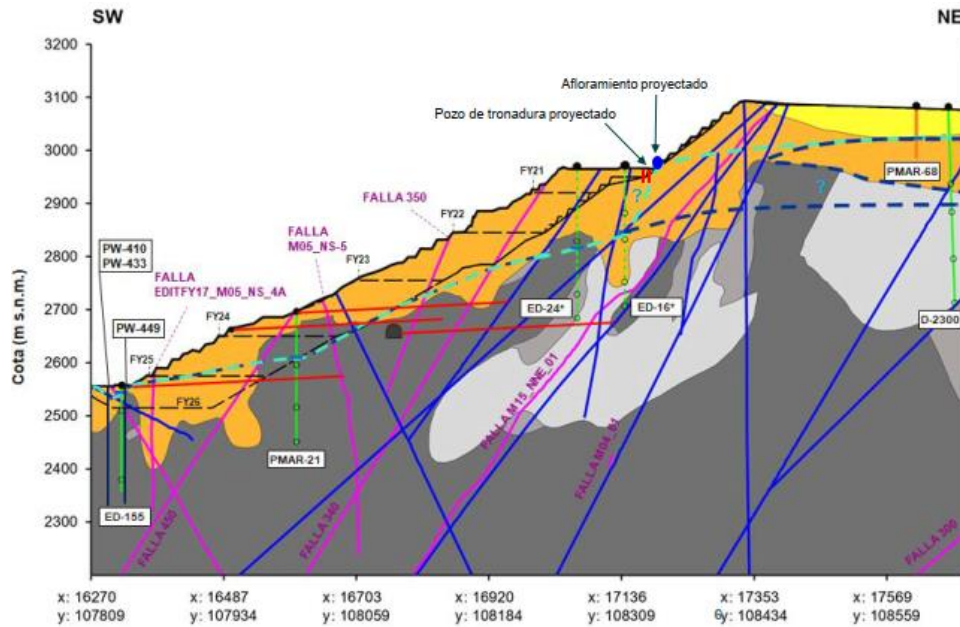 SW
NE
Afloramiento proyectado
Pozo de tronadura proyectado
Cota (m s.n.m.)
3200
3100
3000
2900
2800
2700
2600
2500
2400
2300
FY21
FY22
FY23
FY24
FY25
FY26
FALLA 350
FALLA
M05_NS-5
PW-410
PW-433
FALLA
EDITFY17_M05_NS_4A
PW-449
PMAR-68
?
?
?
ED-24*
ED-16*
D-2300
FALLA M15_NNE_01
PMAR-21
ED-155
FALLA 450
FALLA 340
FALLA M04_01
FALLA 300
x: 16270
y: 107809
x: 16487
y: 107934
x: 16703
y: 108059
x: 16920
y: 108184
x: 17136
y: 108309
x: 17353
θy: 108434
x: 17569
y: 108559